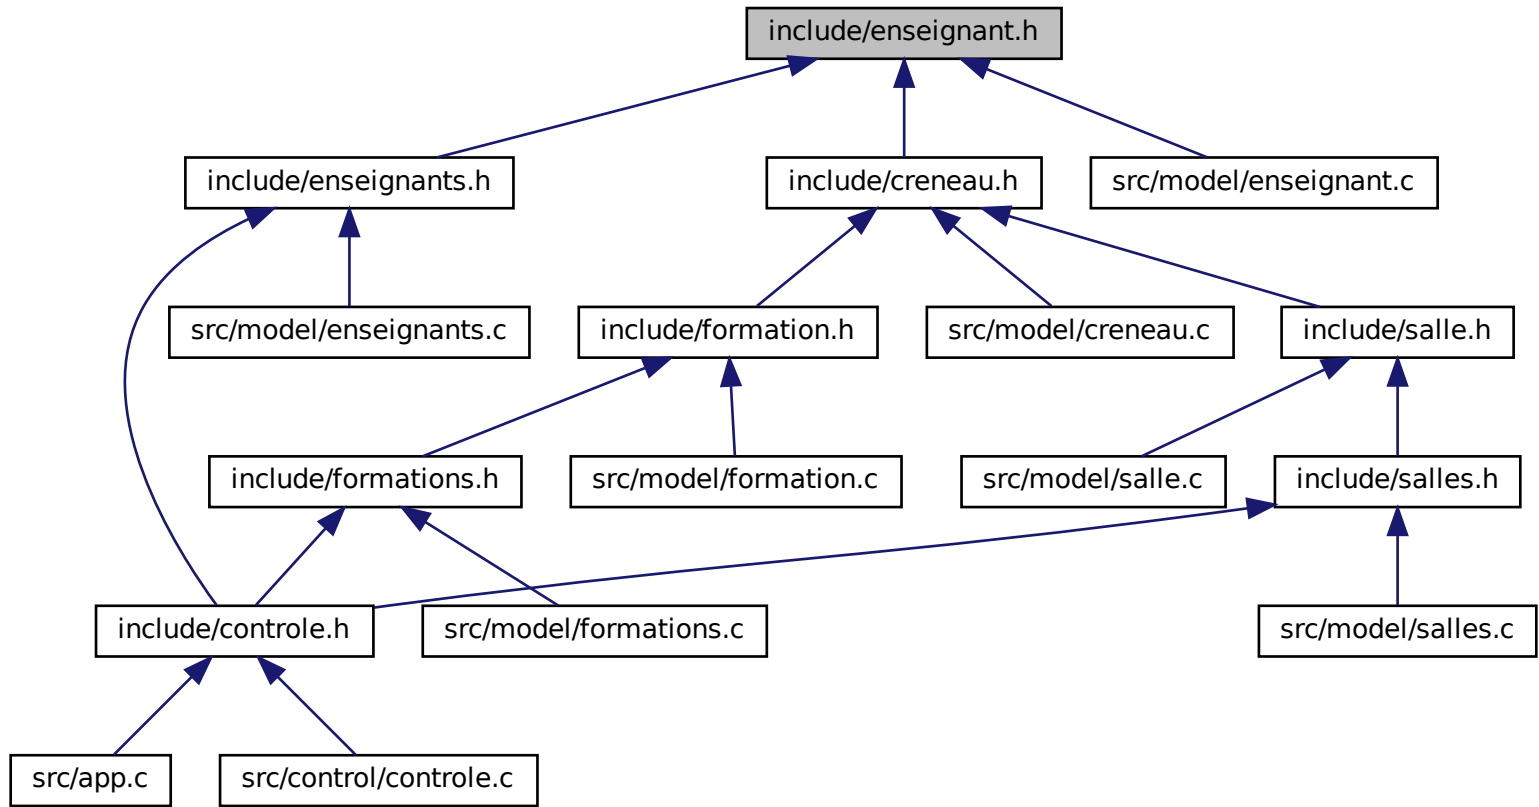 include/enseignant.h
include/enseignants.h
include/creneau.h
src/model/enseignant.c
src/model/enseignants.c
include/formation.h
src/model/creneau.c
include/salle.h
include/formations.h
src/model/formation.c
src/model/salle.c
include/salles.h
include/controle.h
src/model/formations.c
src/model/salles.c
src/app.c
src/control/controle.c